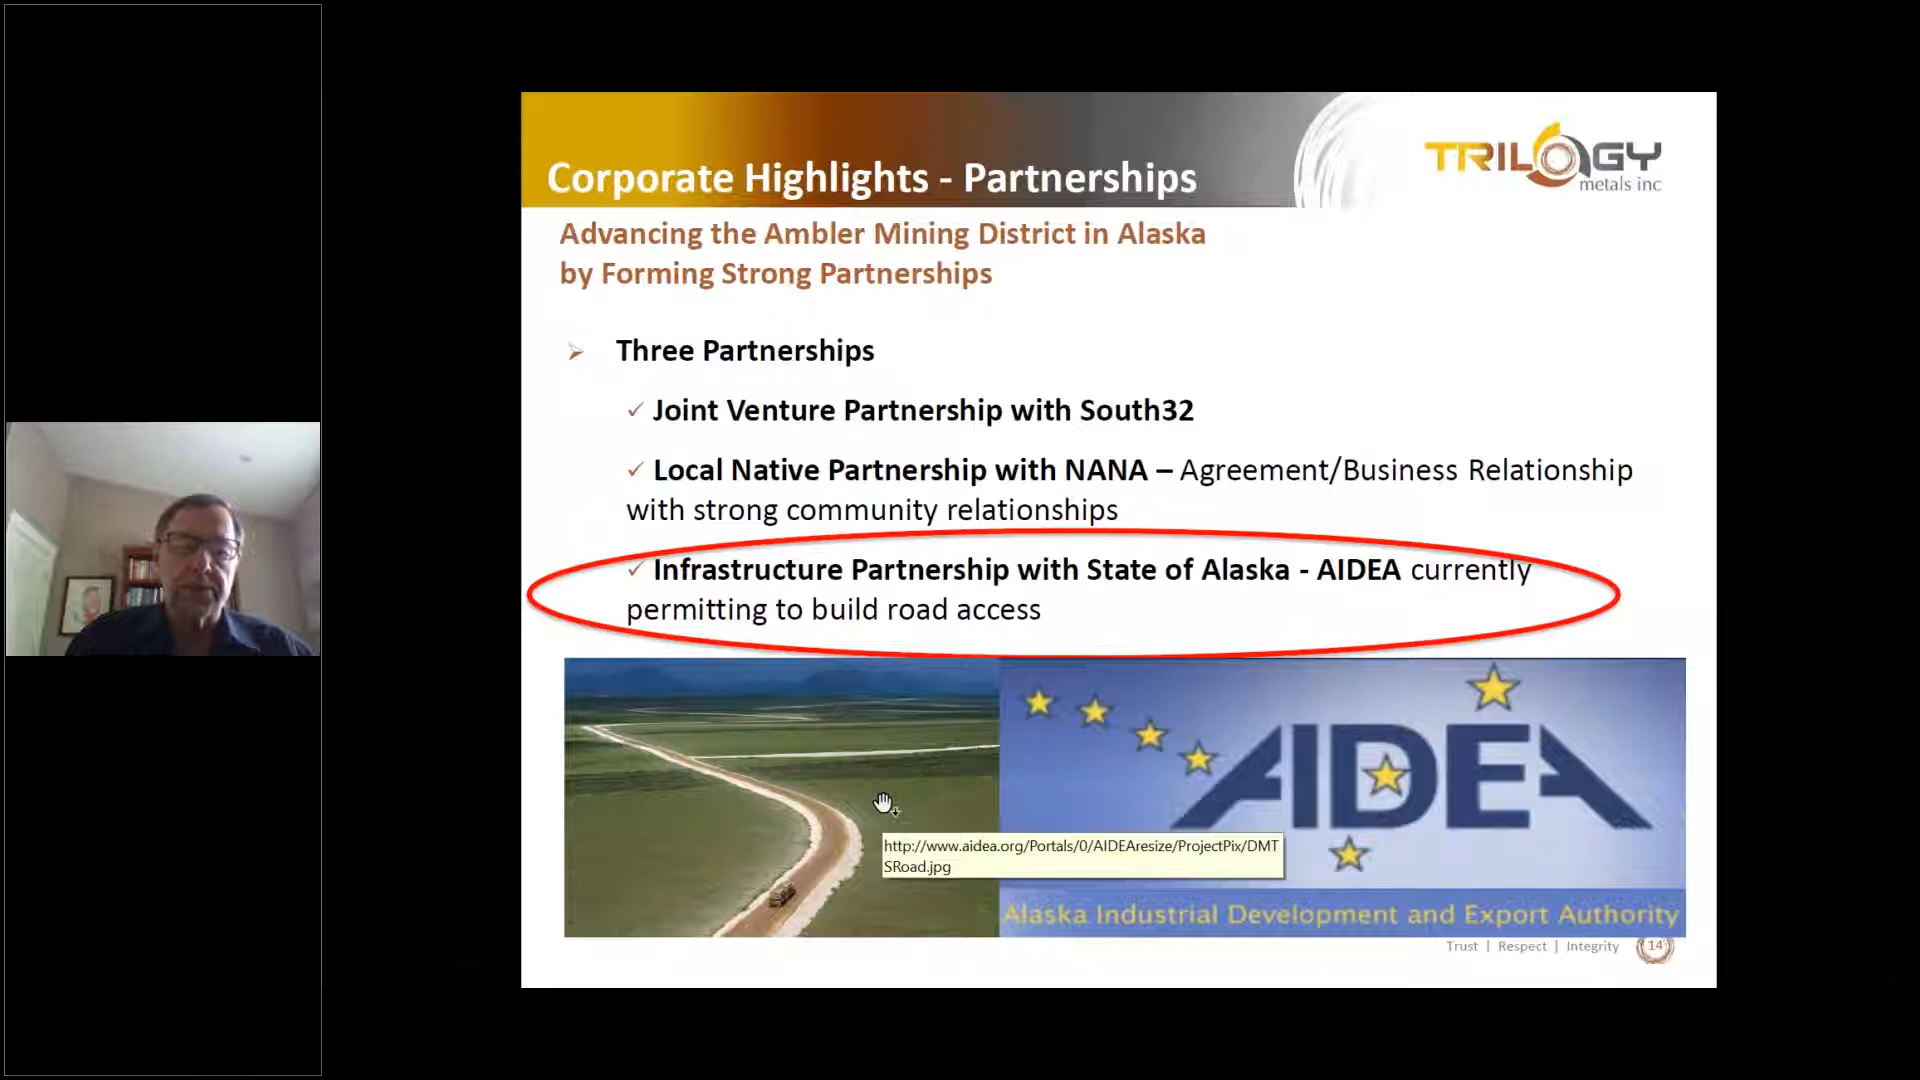 Corporate Highlights - Partnerships
TRILOGY
metals inc
Advancing the Ambler Mining District in Alaska
by Forming Strong Partnerships
Three Partnerships
Joint Venture Partnership with South32
Local Native Partnership with NANA – Agreement/Business Relationship
with strong community relationships
Infrastructure Partnership with State of Alaska - AIDEA currently
permitting to build road access
AIDEA
http://www.aidea.org/Portals/0/AIDEAresize/ProjectPix/DMT
SRoad.jpg
Alaska Industrial Development and Export Authority
Trust | Respect | Integrity 14